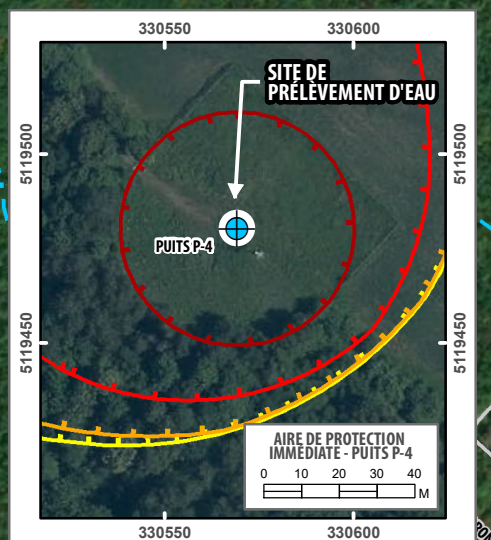 330550 330600
SITE DE
PRÉLÈVEMENT D'EAU
5119500 5119500
PUITS P-4
5119450 5119450
AIRE DE PROTECTION
IMMÉDIATE - PUITS P-4
0 10 20 30 40
M
330550 330600